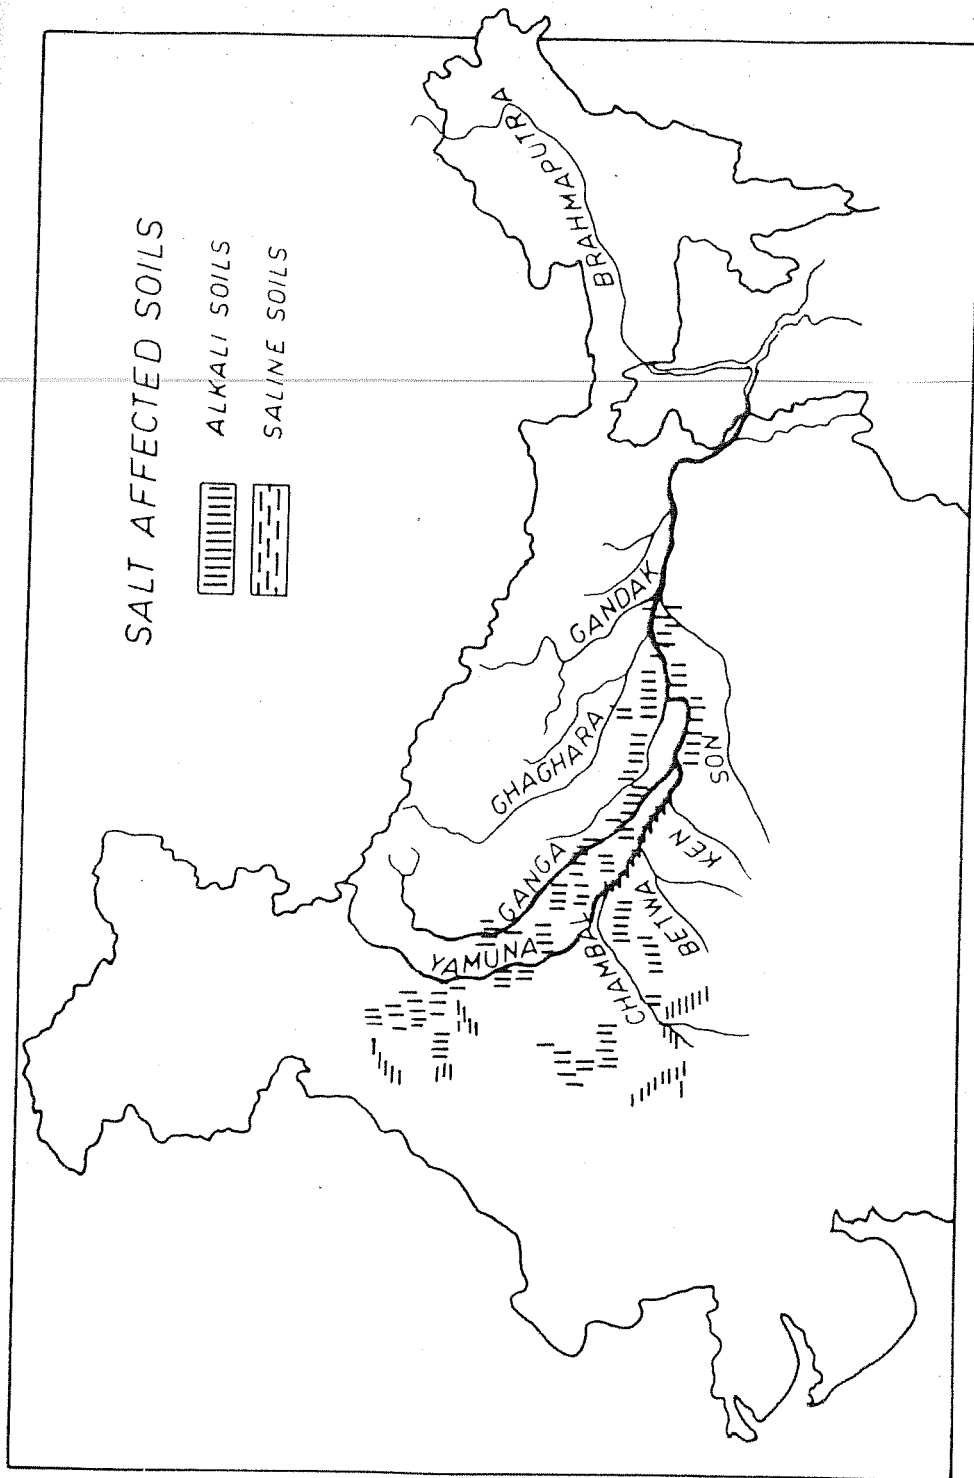 SALT AFFECTED SOILS
ALKALI SOILS
SALINE SOILS
BRAHMAPUTRA
GANDAK
GHAGHARA
GANGA
YAMUNA
CHAMBAL
BETWA
KEN
SON